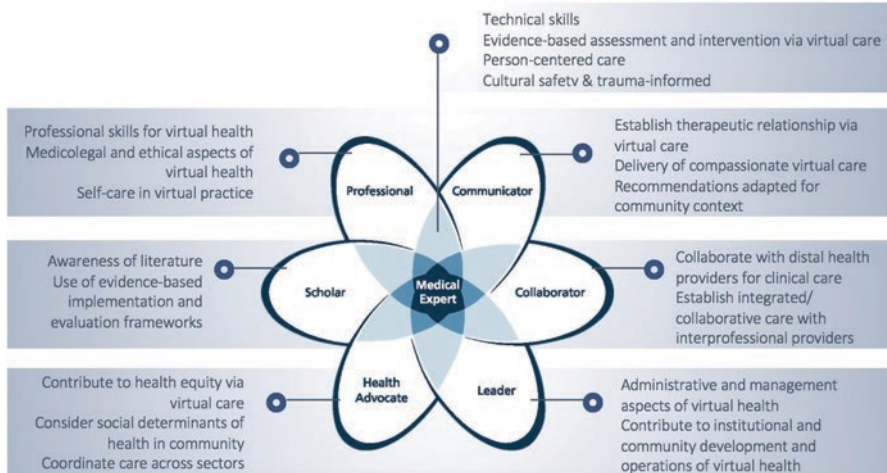 Technical skills
Evidence-based assessment and intervention via virtual care
Person-centered care
Cultural safety & trauma-informed
Professional skills for virtual health
Medicolegal and ethical aspects of
virtual health
Self-care in virtual practice
Establish therapeutic relationship via
virtual care
Delivery of compassionate virtual care
Recommendations adapted for
community context
Professional
Communicator
Awareness of literature
Use of evidence-based
implementation and
evaluation frameworks
Scholar
Medical
Expert
Collaborator
Collaborate with distal health
providers for clinical care
Establish integrated/
collaborative care with
interprofessional providers
Contribute to health equity via
virtual care
Consider social determinants of
health in community
Coordinate care across sectors
Health
Advocate
Leader
Administrative and management
aspects of virtual health
Contribute to institutional and
community development and
operations of virtual health